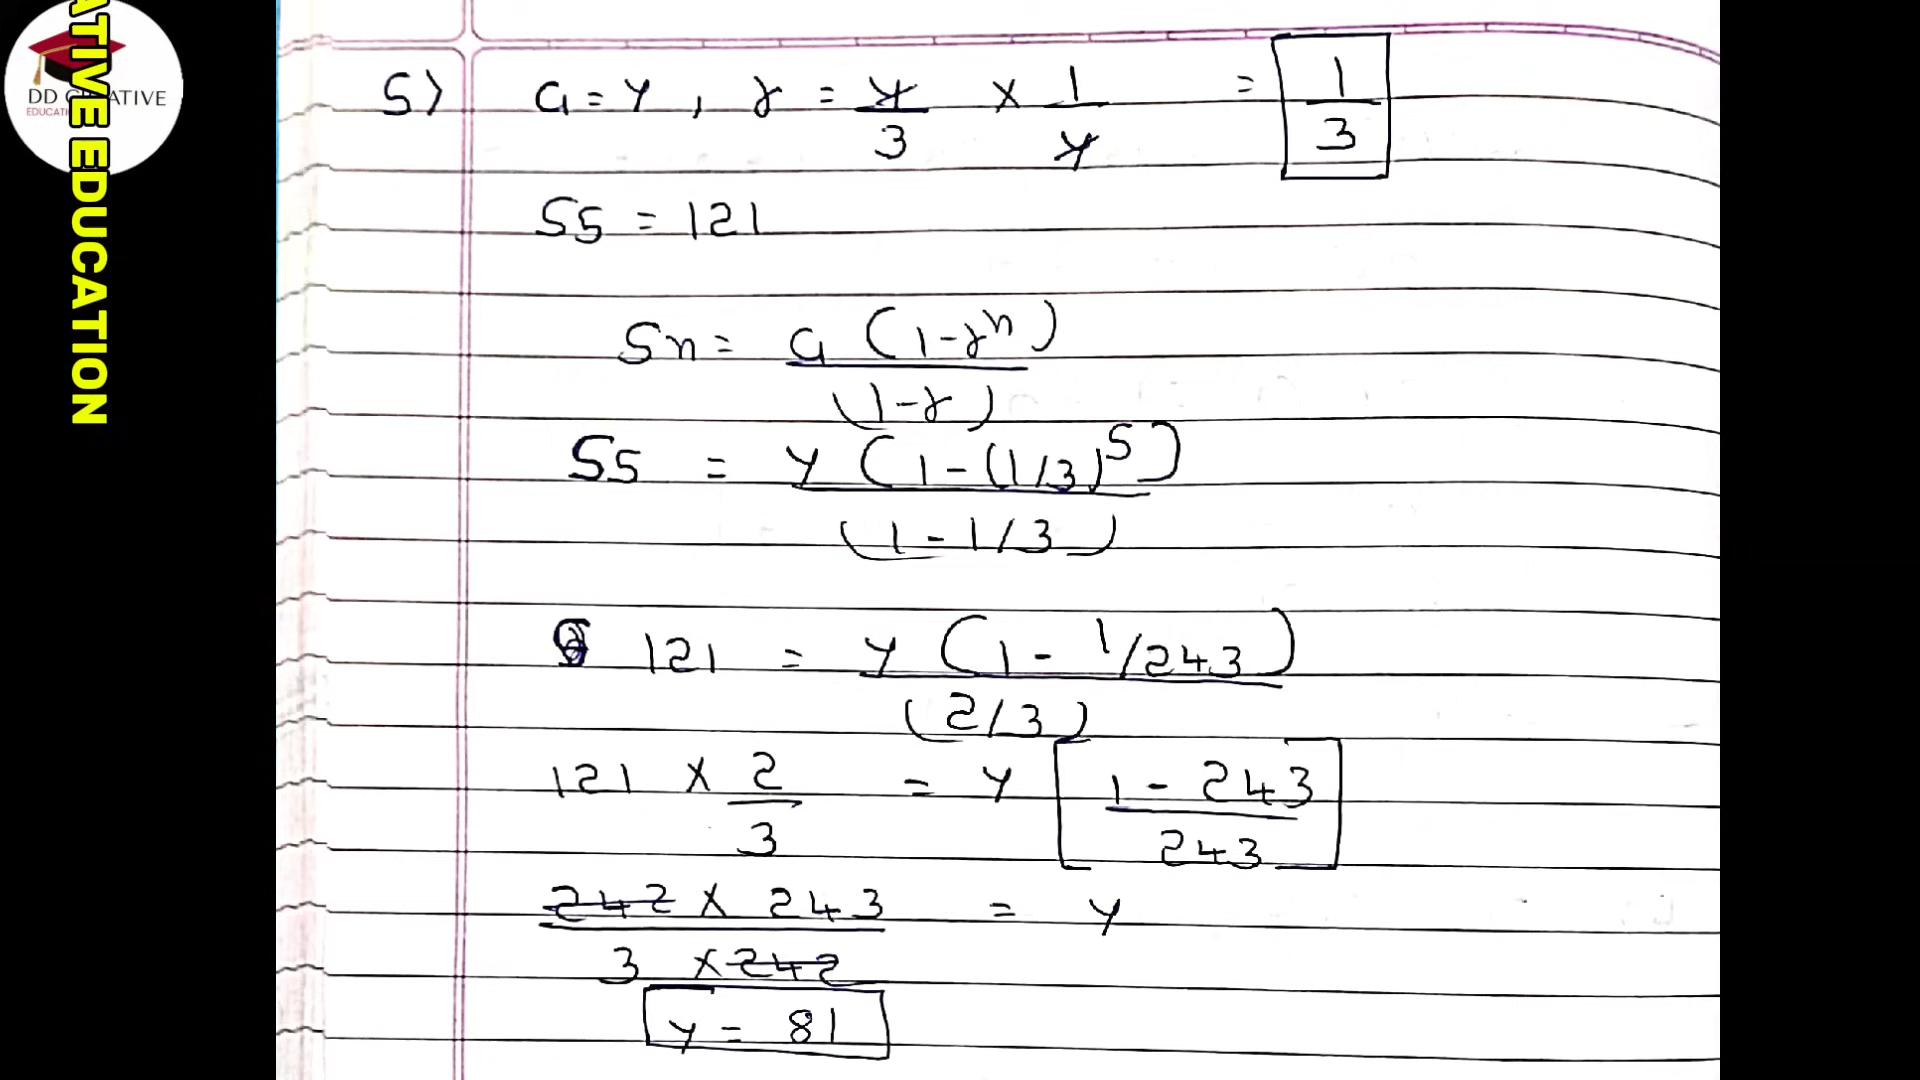 DD CREATIVE
ATIVE EDUCATION
5) a = y , r = y/3 × 1/y = 1/3
S5 = 121
Sn = a (1-r^n) / (1-r)
S5 = y (1 - (1/3)^5) / (1 - 1/3)
121 = y (1 - 1/243) / (2/3)
121 × 2/3 = y [1 - 243 / 243]
242 × 243 / 3 × 242 = y
y = 81